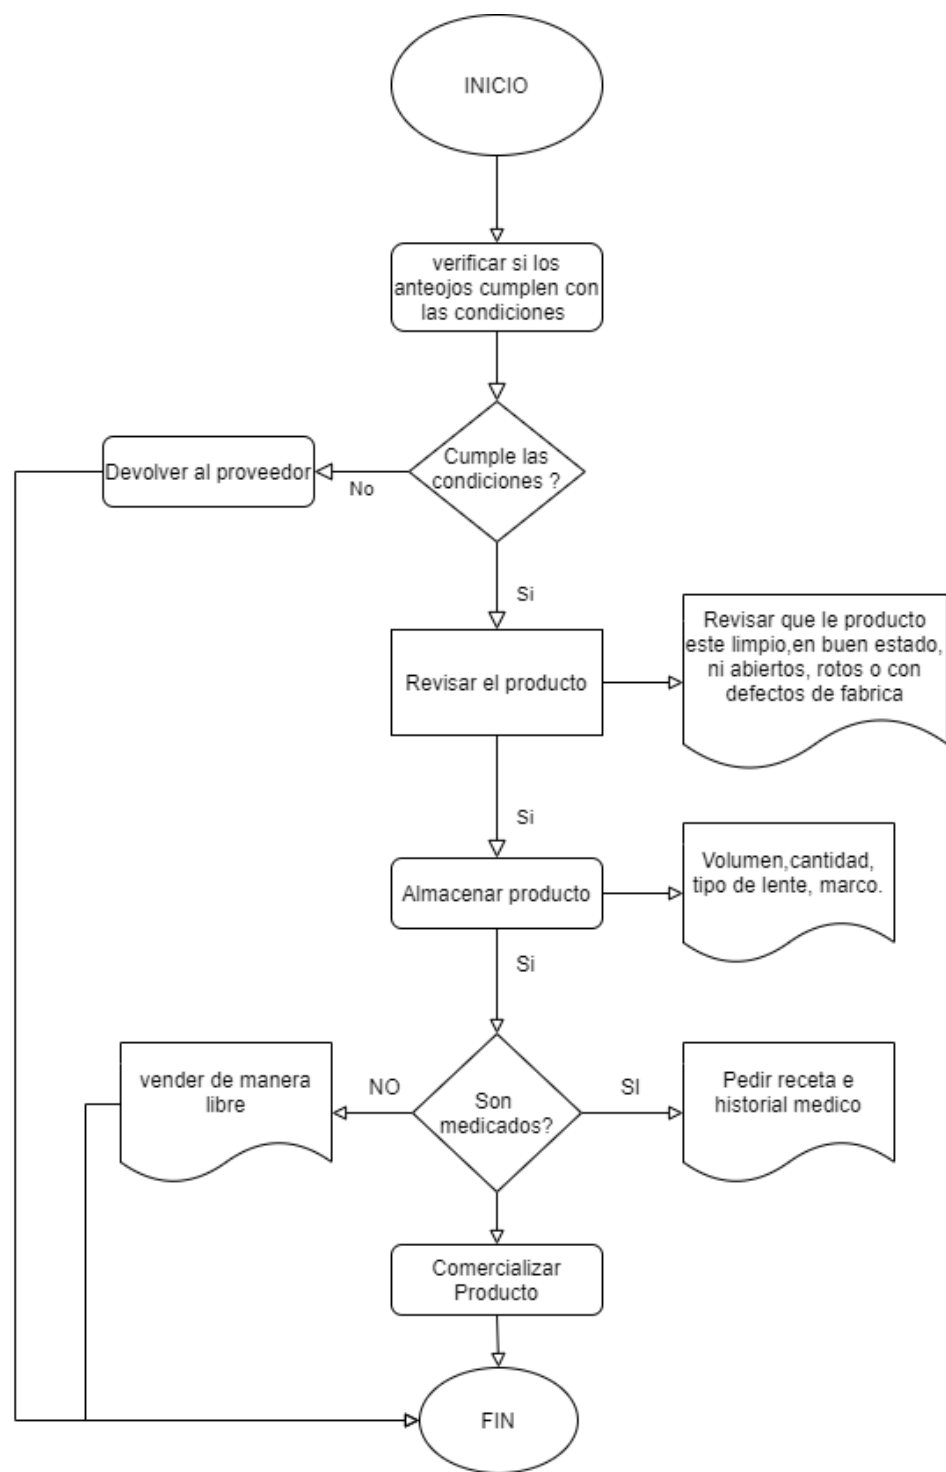 INICIO
verificar si los
anteojos cumplen con
las condiciones
Cumple las
condiciones ?
Devolver al proveedor
No
Si
Revisar el producto
Revisar que le producto
este limpio,en buen estado,
ni abiertos, rotos o con
defectos de fabrica
Si
Almacenar producto
Volumen,cantidad,
tipo de lente, marco.
Si
vender de manera
libre
NO
Son
medicados?
SI
Pedir receta e
historial medico
Comercializar
Producto
FIN